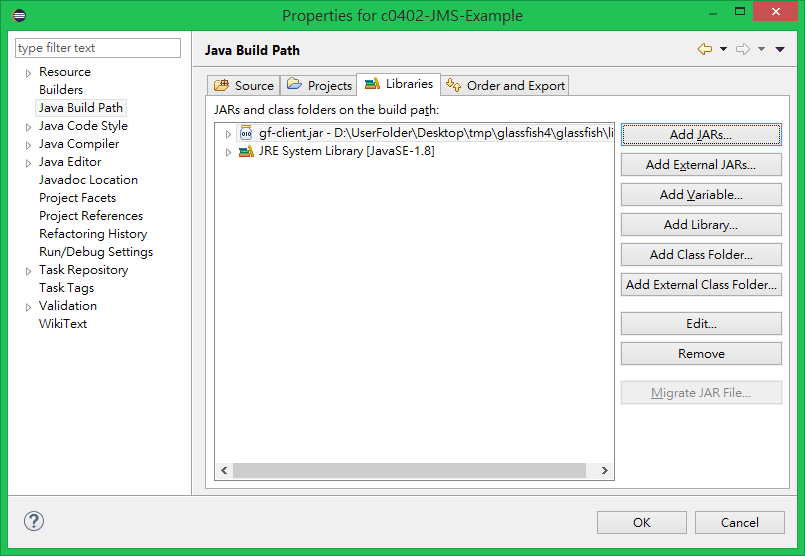 Properties for c0402-JMS-Example
type filter text
Resource
Builders
Java Build Path
Java Code Style
Java Compiler
Java Editor
Javadoc Location
Project Facets
Project References
Refactoring History
Run/Debug Settings
Task Repository
Task Tags
Validation
WikiText
Java Build Path
Source
Projects
Libraries
Order and Export
JARs and class folders on the build path:
gf-client.jar - D:\UserFolder\Desktop\tmp\glassfish4\glassfish\li
JRE System Library [JavaSE-1.8]
Add JARs...
Add External JARs...
Add Variable...
Add Library...
Add Class Folder...
Add External Class Folder...
Edit...
Remove
Migrate JAR File...
OK
Cancel